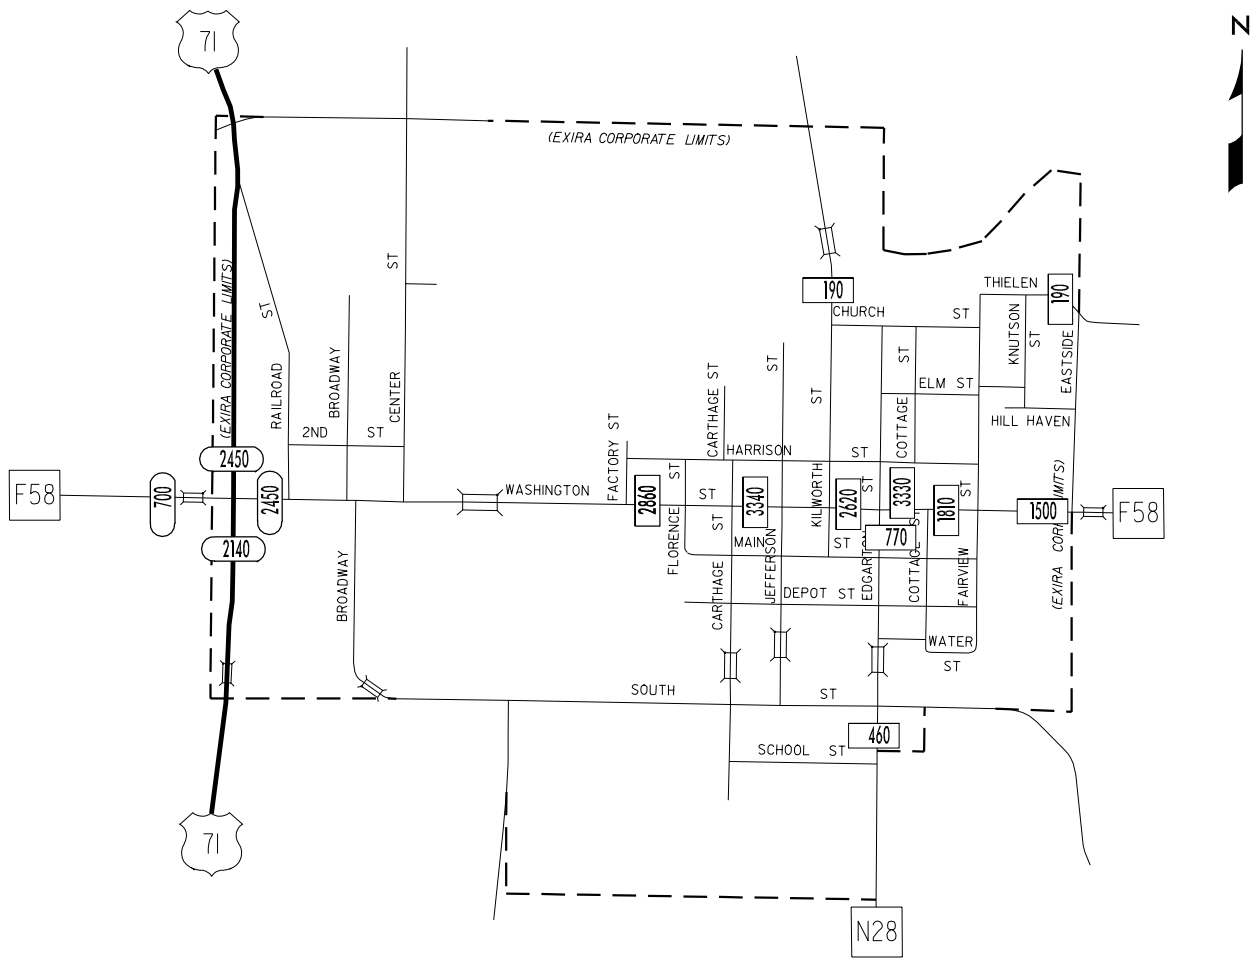 N
71
(EXIRA CORPORATE LIMITS)
(EXIRA CORPORATE LIMITS)
ST
ST
190
THIELEN
190
CHURCH ST
KNUTSON
ST
EASTSIDE
RAILROAD
BROADWAY
CENTER
CARTHAGE ST
ST
ST
ST
COTTAGE
ELM ST
HILL HAVEN
2ND ST
FACTORY ST
HARRISON ST
2450
F58
700
2450
WASHINGTON
ST
2860
ST
3340
KILWORTH
2620
ST
3330
1810
ST
1500
F58
(EXIRA COR
IMITS)
2140
FLORENCE
ST
MAIN ST
770
BROADWAY
CARTHAGE
JEFFERSON
DEPOT ST
EDGART
COTTAG
ST
FAIRVIEW
WATER
ST
SOUTH ST
460
SCHOOL ST
71
N28